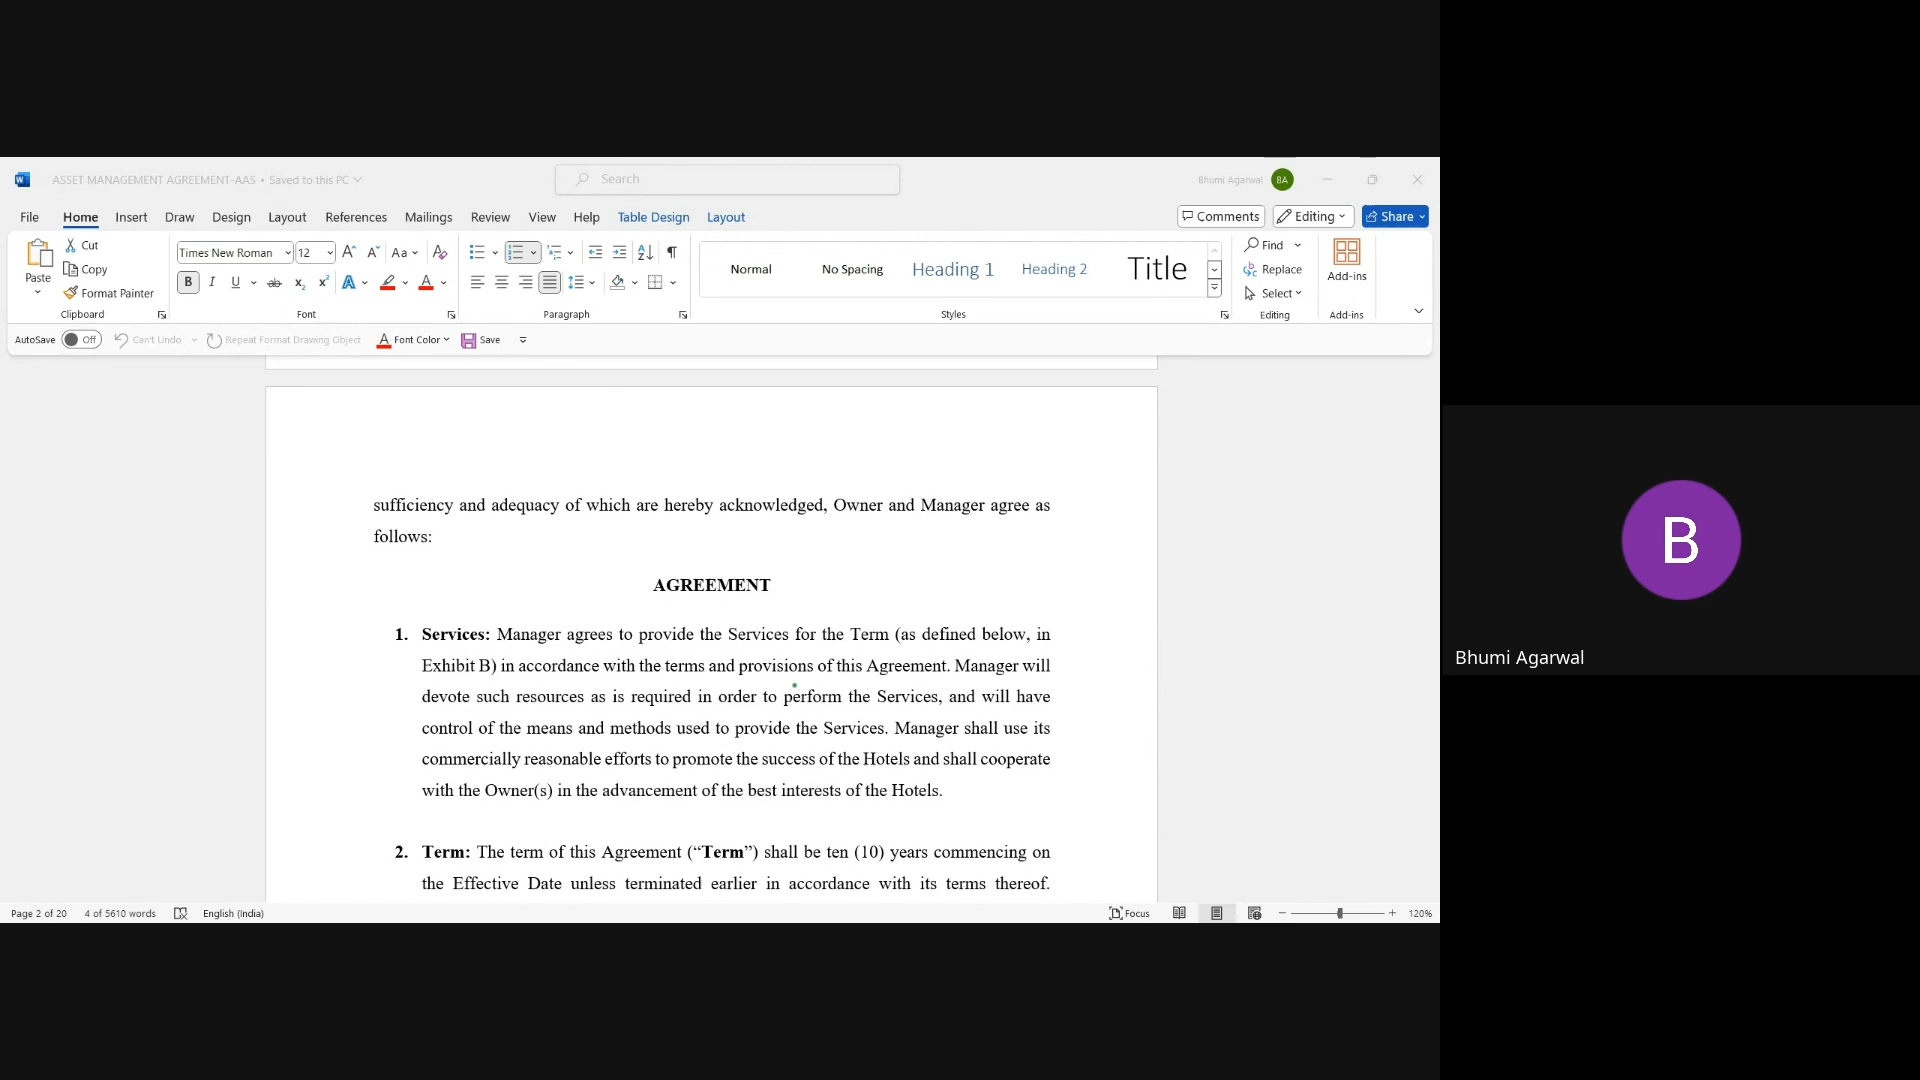 ASSET MANAGEMENT AGREEMENT-AAS • Saved to this PC
Search
Bhumi Agarwal BA
File Home Insert Draw Design Layout References Mailings Review View Help Table Design Layout
Comments Editing Share
Paste
Cut
Copy
Format Painter
Clipboard
Times New Roman 12
Aa
B I U ab x₂ x² A A
Font
Paragraph
Normal No Spacing Heading 1 Heading 2 Title
Styles
Find
Replace
Select
Editing
Add-ins
Add-ins
AutoSave Off Can't Undo Repeat Format Drawing Object A Font Color Save
sufficiency and adequacy of which are hereby acknowledged, Owner and Manager agree as
follows:
AGREEMENT
1. Services: Manager agrees to provide the Services for the Term (as defined below, in
Exhibit B) in accordance with the terms and provisions of this Agreement. Manager will
devote such resources as is required in order to perform the Services, and will have
control of the means and methods used to provide the Services. Manager shall use its
commercially reasonable efforts to promote the success of the Hotels and shall cooperate
with the Owner(s) in the advancement of the best interests of the Hotels.
2. Term: The term of this Agreement (“Term”) shall be ten (10) years commencing on
the Effective Date unless terminated earlier in accordance with its terms thereof.
Page 2 of 20 4 of 5610 words English (India) Focus 120%
B
Bhumi Agarwal